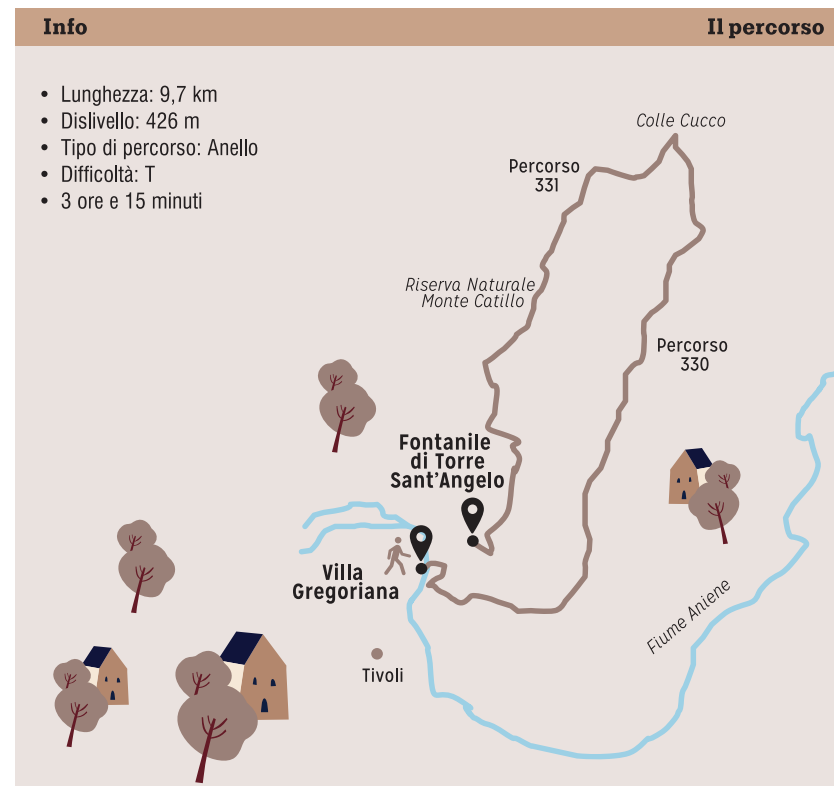 Info
Il percorso
• Lunghezza: 9,7 km
• Dislivello: 426 m
• Tipo di percorso: Anello
• Difficoltà: T
• 3 ore e 15 minuti
Colle Cucco
Percorso
331
Riserva Naturale
Monte Catillo
Percorso
330
Fontanile
di Torre
Sant'Angelo
Villa
Gregoriana
Fiume Aniene
Tivoli